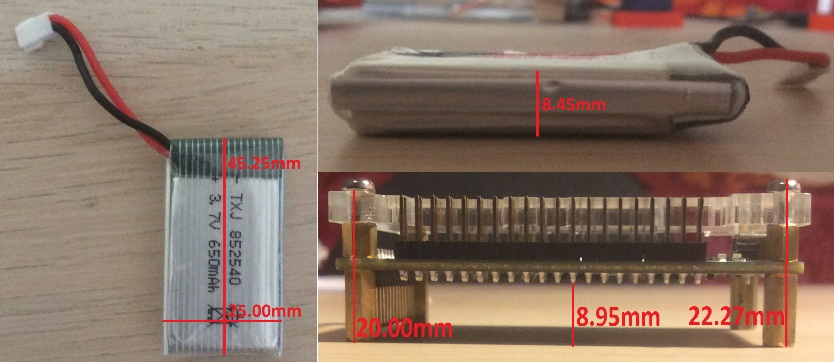 45.25mm
- TXJ 852540
+ 3.7V 650mAh
25.00mm
8.45mm
20.00mm
8.95mm
22.27mm